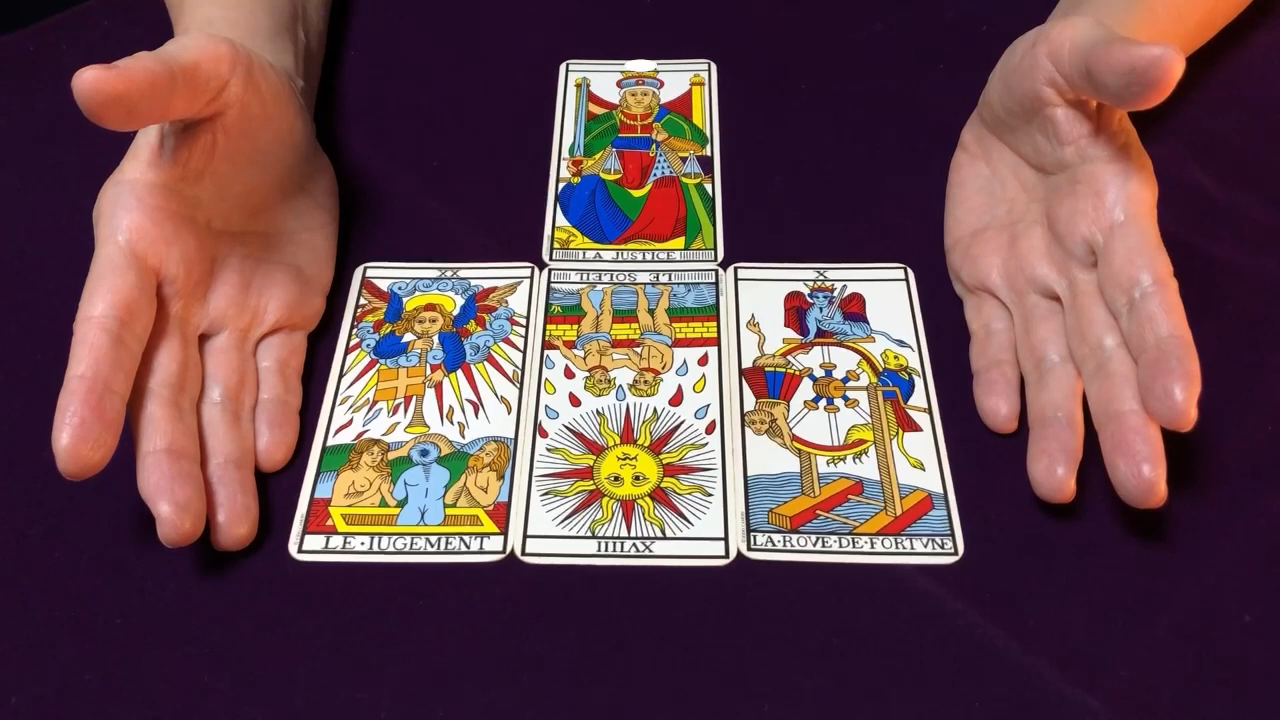 LA JUSTICE
XX
LE SOLEIL
X
LE·IUGEMENT
XVIIII
L'A·ROVE·DE·FORTVNE